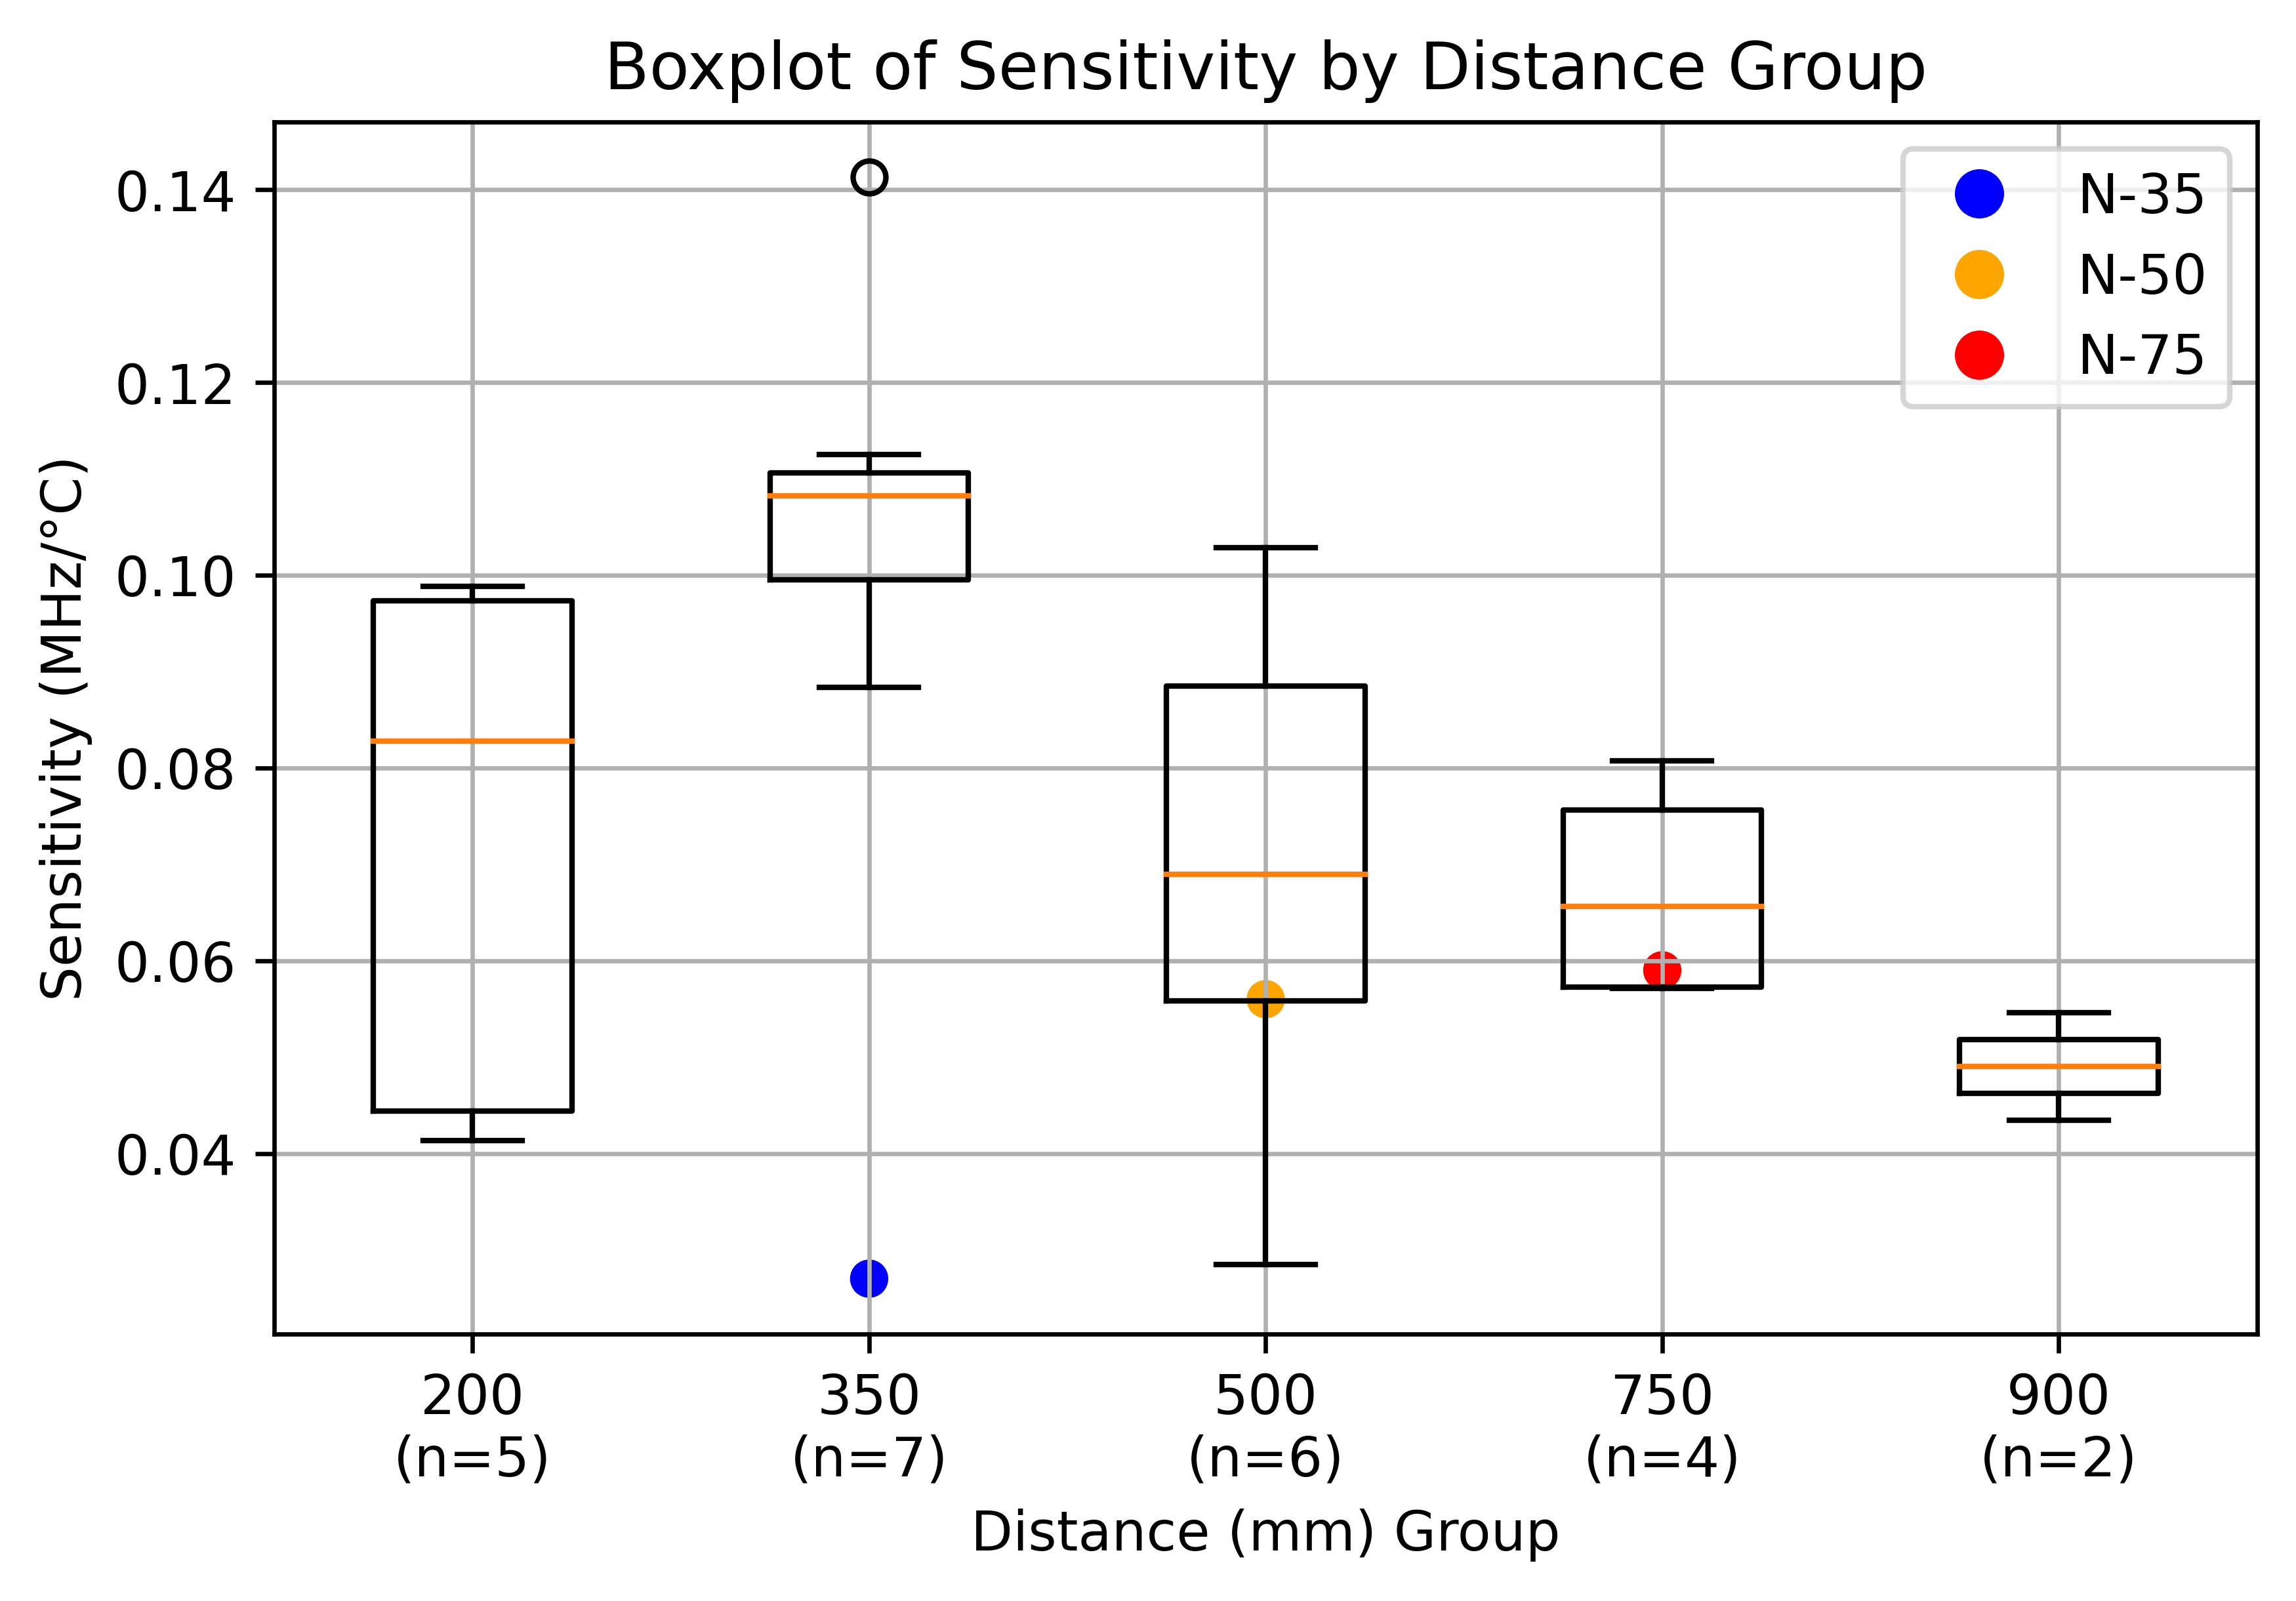 Boxplot of Sensitivity by Distance Group
Sensitivity (MHz/°C)
0.14
0.12
0.10
0.08
0.06
0.04
N-35
N-50
N-75
200 350 500 750 900
(n=5) (n=7) (n=6) (n=4) (n=2)
Distance (mm) Group